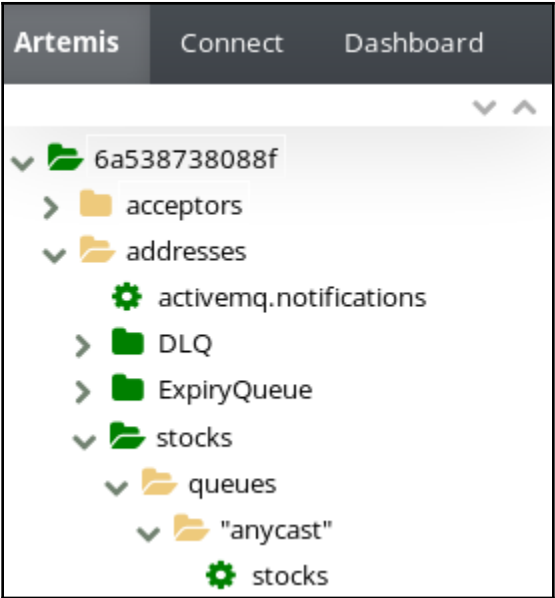 Artemis Connect Dashboard
6a538738088f
acceptors
addresses
activemq.notifications
DLQ
ExpiryQueue
stocks
queues
"anycast"
stocks